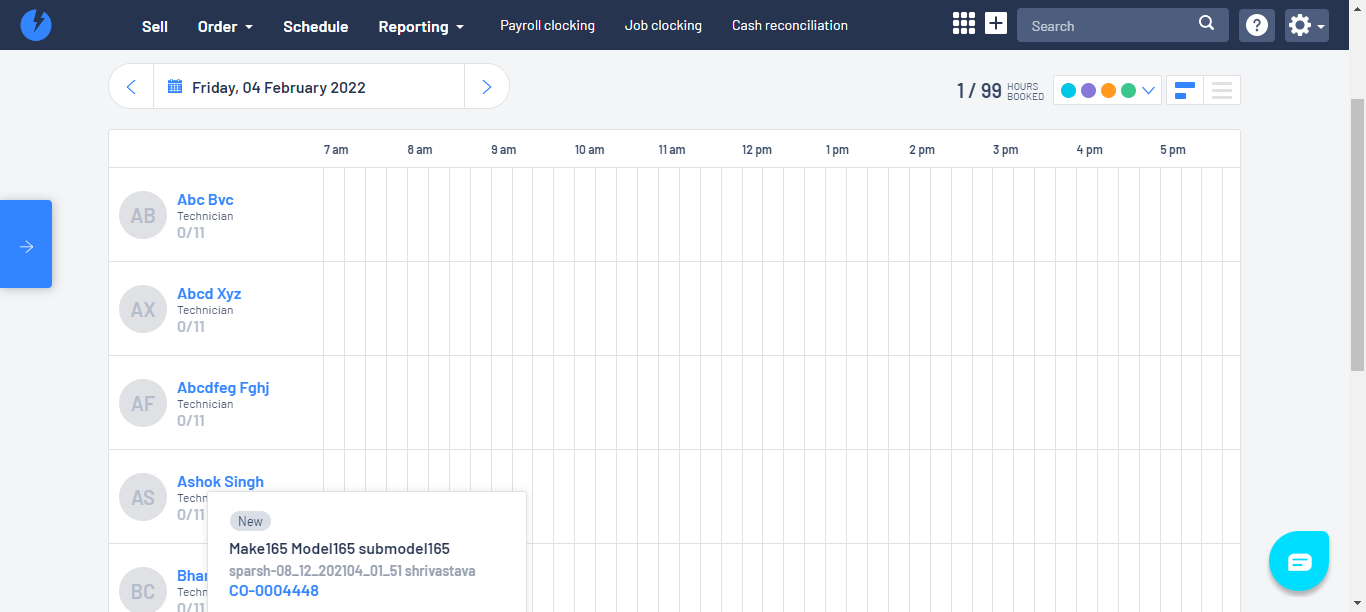 Sell Order Schedule Reporting Payroll clocking Job clocking Cash reconciliation Search ?
Friday, 04 February 2022
1 / 99 HOURS BOOKED
7 am 8 am 9 am 10 am 11 am 12 pm 1 pm 2 pm 3 pm 4 pm 5 pm
AB
Abc Bvc
Technician
0/11
AX
Abcd Xyz
Technician
0/11
AF
Abcdfeg Fghj
Technician
0/11
AS
Ashok Singh
Techn
0/11
New
Make165 Model165 submodel165
sparsh-08_12_202104_01_51 shrivastava
CO-0004448
BC
Bhar
Techn
0/11